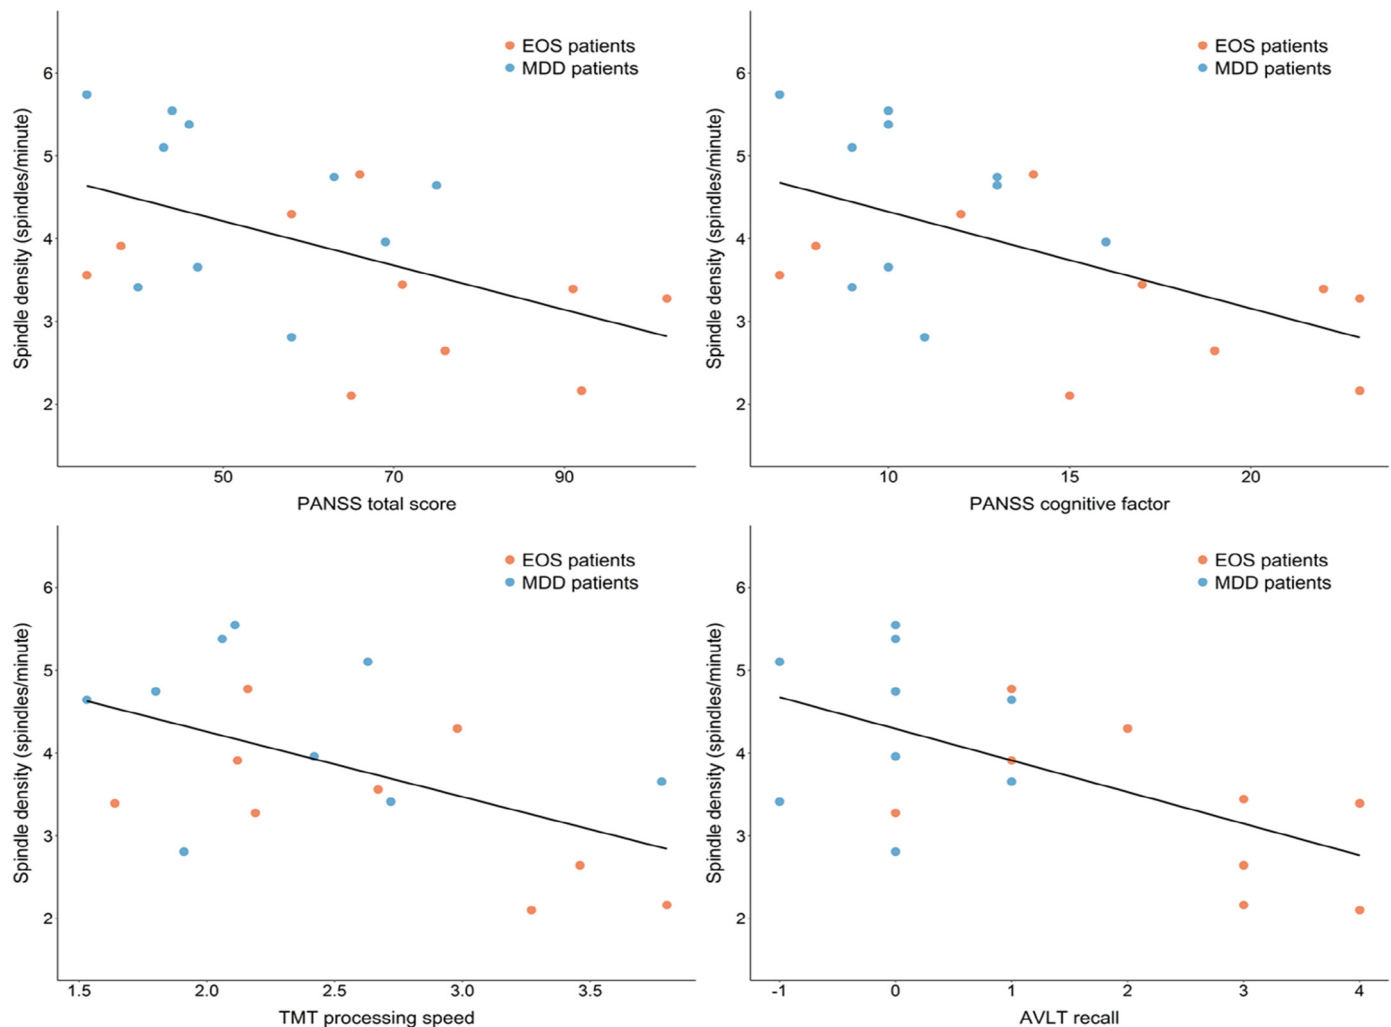 EOS patients
MDD patients
6
5
4
3
2
Spindle density (spindles/minute)
50 70 90
PANSS total score
EOS patients
MDD patients
6
5
4
3
2
Spindle density (spindles/minute)
10 15 20
PANSS cognitive factor
EOS patients
MDD patients
6
5
4
3
2
Spindle density (spindles/minute)
1.5 2.0 2.5 3.0 3.5
TMT processing speed
EOS patients
MDD patients
6
5
4
3
2
Spindle density (spindles/minute)
-1 0 1 2 3 4
AVLT recall